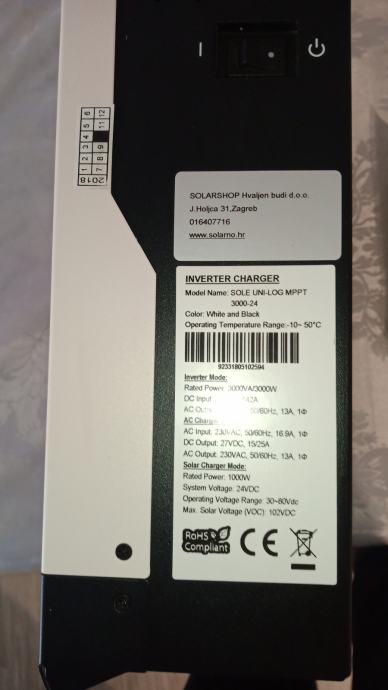 I
2018
1 2 3 4 5 6
7 8 9 11 12
SOLARSHOP Hvaljen budi d.o.o.
J.Holjca 31,Zagreb
016407716
www.solarno.hr
INVERTER CHARGER
Model Name: SOLE UNI-LOG MPPT
3000-24
Color: White and Black
Operating Temperature Range:-10~ 50°C
92331805102594
Inverter Mode:
Rated Power: 3000VA/3000W
DC Input
AC 50/60Hz, 13A, 1Φ
AC Charger
AC Input: 230VAC, 50/60Hz, 16.9A, 1Φ
DC Output: 27VDC, 15/25A
AC Output: 230VAC, 50/60Hz, 13A, 1Φ
Solar Charger Mode:
Rated Power: 1000W
System Voltage: 24VDC
Operating Voltage Range: 30~80Vdc
Max. Solar Voltage (VOC): 102VDC
RoHS
Compliant
CE